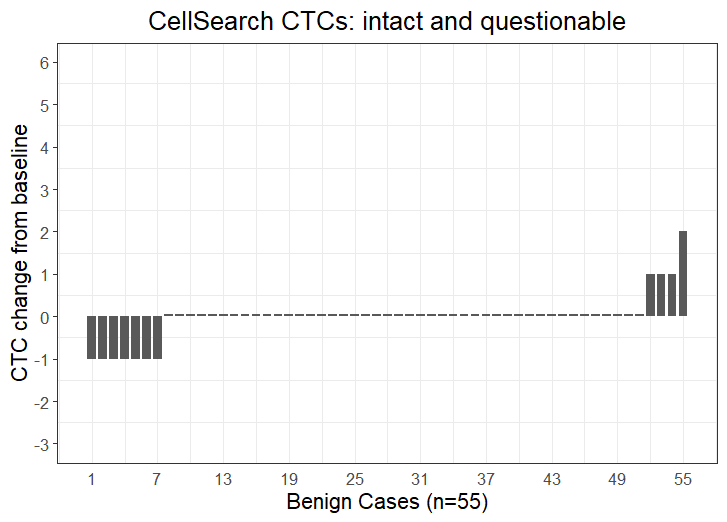 CellSearch CTCs: intact and questionable
CTC change from baseline
6
5
4
3
2
1
0
-1
-2
-3
1 7 13 19 25 31 37 43 49 55
Benign Cases (n=55)